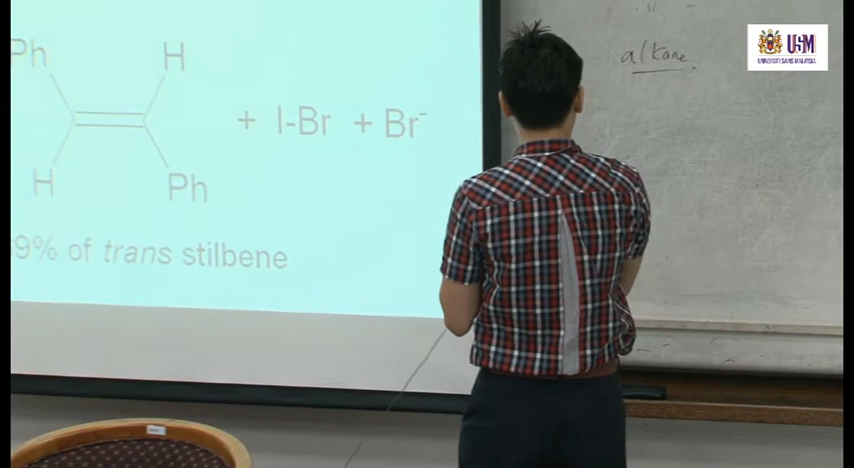 Ph H
+ I-Br + Br⁻
H Ph
9% of trans stilbene
alkane
USM
UNIVERSITI SAINS MALAYSIA